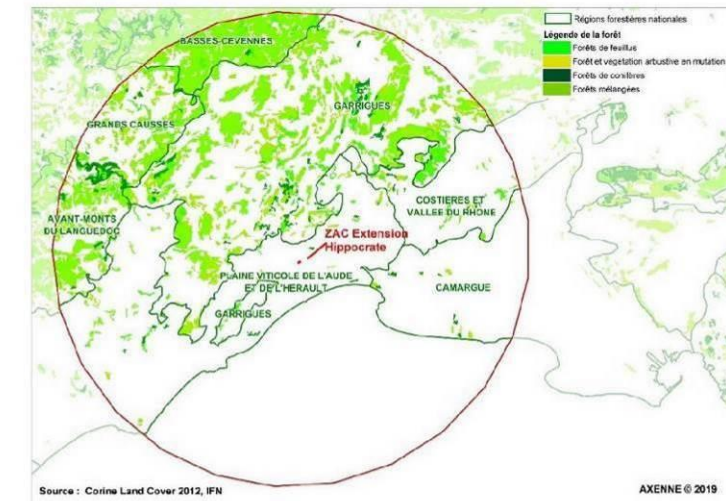 Régions forestières nationales
Légende de la forêt
Forêts de feuillus
Forêt et végétation arbustive en mutation
Forêts de conifères
Forêts mélangées
BASSES-CEVENNES
GARRIGUES
GRANDS CAUSSES
COSTIERES ET
VALLEE DU RHONE
AVANT-MONTS
DU LANGUEDOC
ZAC Extension
Hippocrate
PLAINE VITICOLE DE L'AUDE
ET DE L'HERAULT
CAMARGUE
GARRIGUES
Source : Corine Land Cover 2012, IFN
AXENNE © 2019